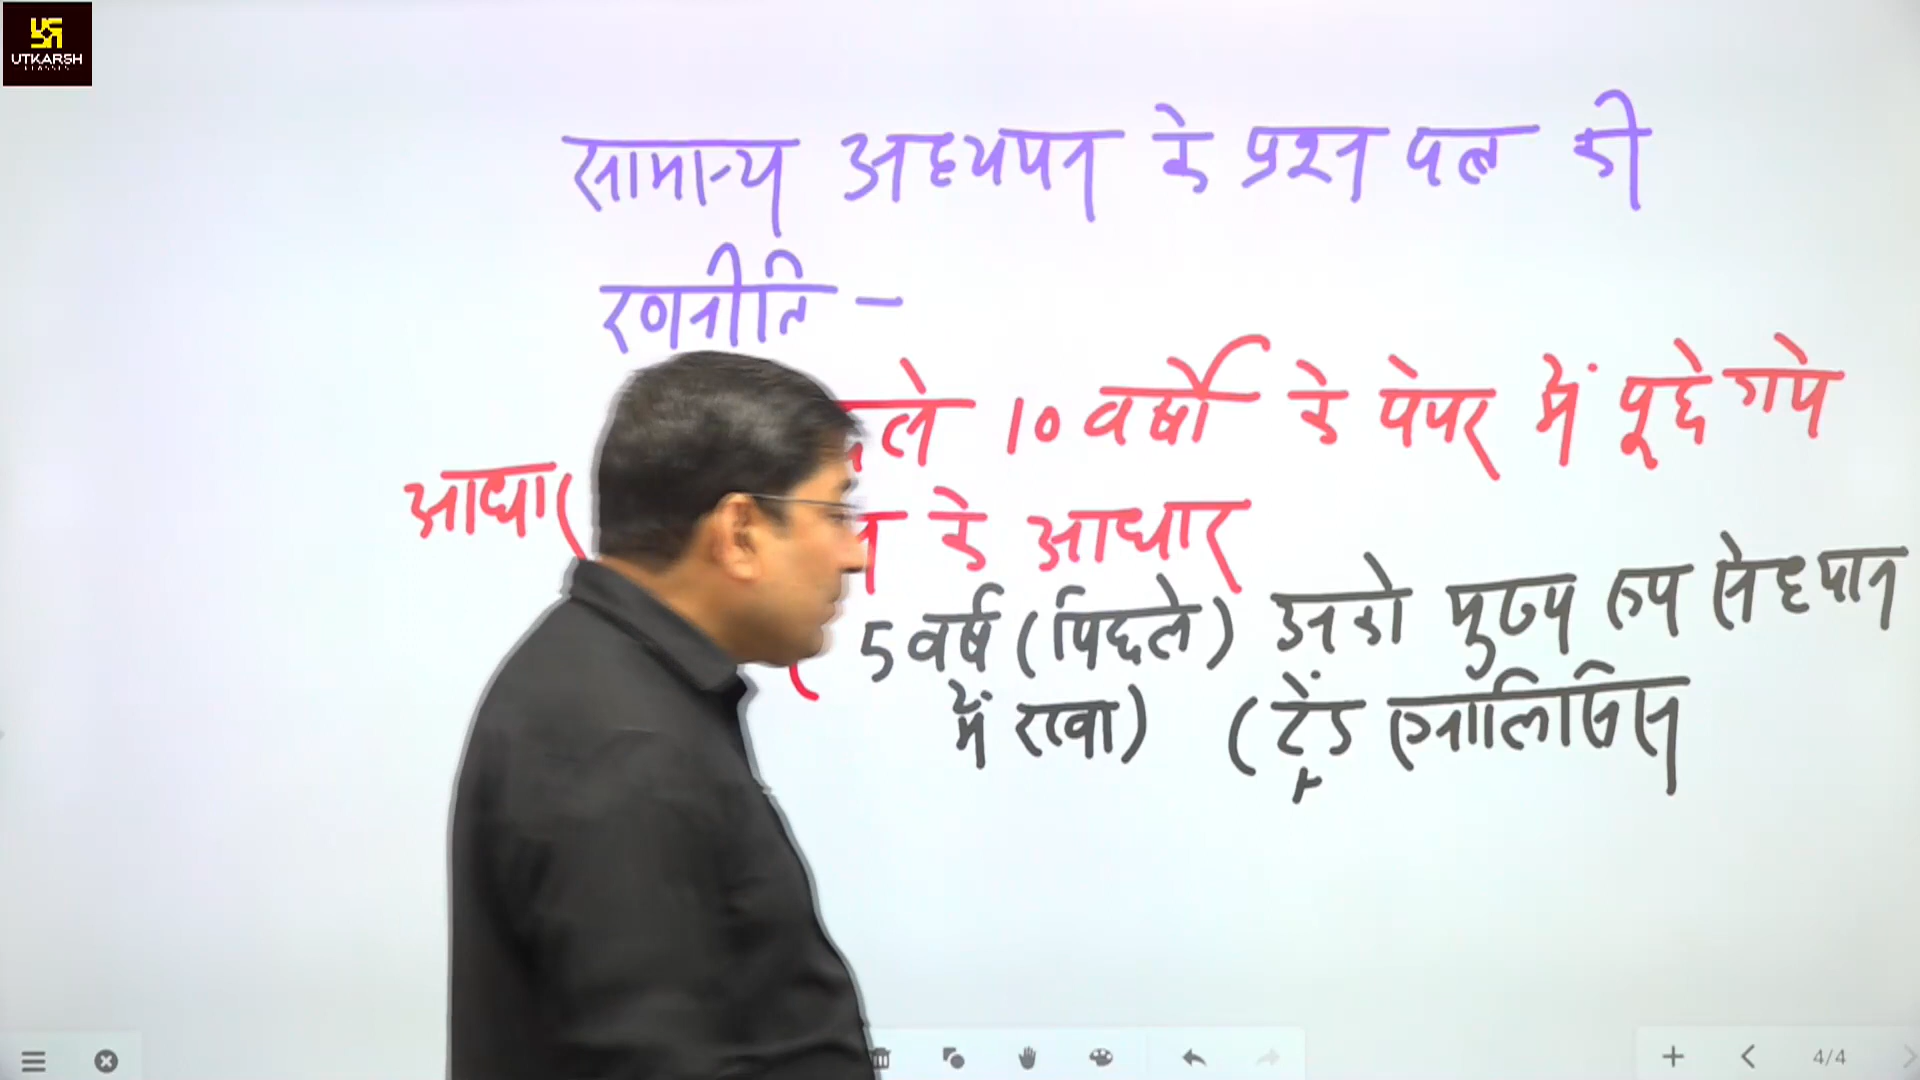 UTKARSH
CLASSES
सामान्य अध्ययन के प्रश्न पत्र की
रणनीति -
10 वर्षो के पेपर में पूछे गये
आधार
के आधार
5 वर्ष (पिछले) उनको मुख्य रूप से ध्यान
में रखा) (ट्रेंड एनालिसिस
4/4